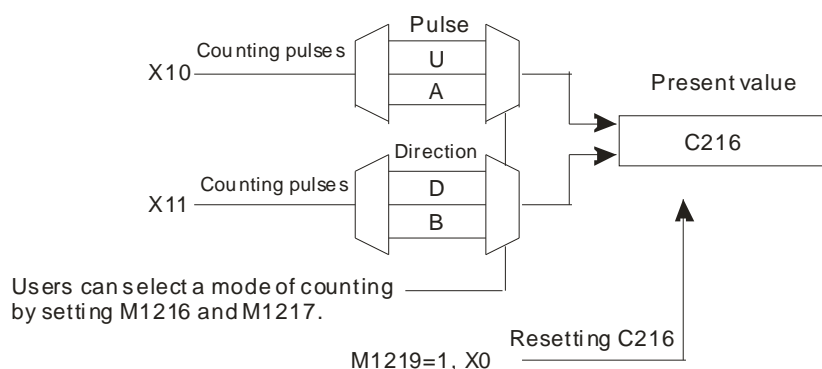 Pulse
Counting pulses
U
X10
A
Present value
C216
Direction
Counting pulses
D
X11
B
Users can select a mode of counting
by setting M1216 and M1217.
Resetting C216
M1219=1, X0